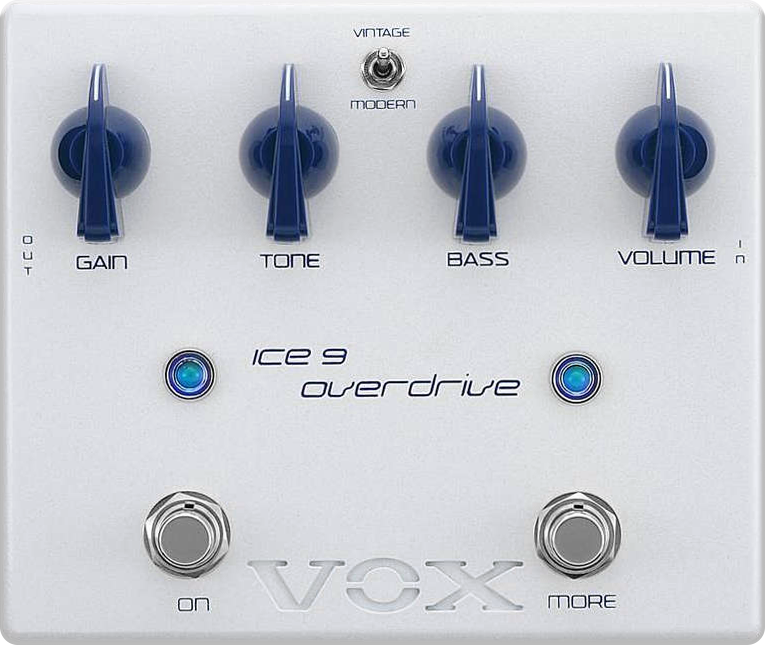 VINTAGE
MODERN
GAIN
TONE
BASS
VOLUME
OUT
IN
ICE 9
overdrive
VOX
ON
MORE